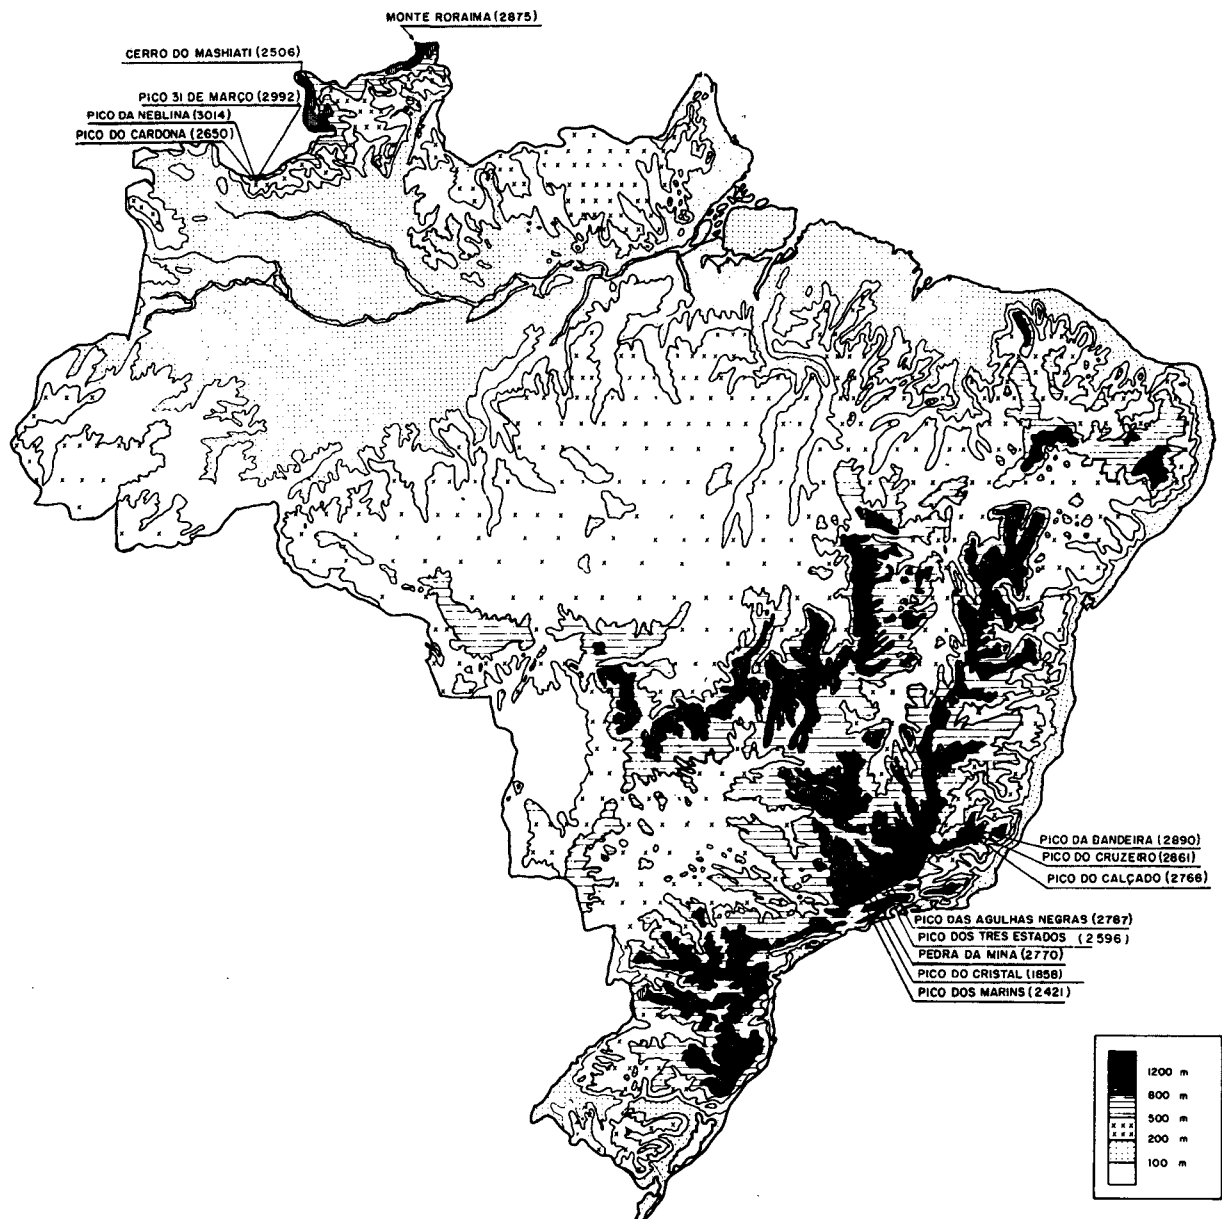 MONTE RORAIMA (2875)
CERRO DO MASHIATI (2506)
PICO 31 DE MARÇO (2992)
PICO DA NEBLINA (3014)
PICO DO CARDONA (2650)
PICO DA BANDEIRA (2890)
PICO DO CRUZEIRO (2861)
PICO DO CALÇADO (2766)
PICO DAS AGULHAS NEGRAS (2787)
PICO DOS TRES ESTADOS (2596)
PEDRA DA MINA (2770)
PICO DO CRISTAL (1858)
PICO DOS MARINS (2421)
1200 m
800 m
500 m
200 m
100 m